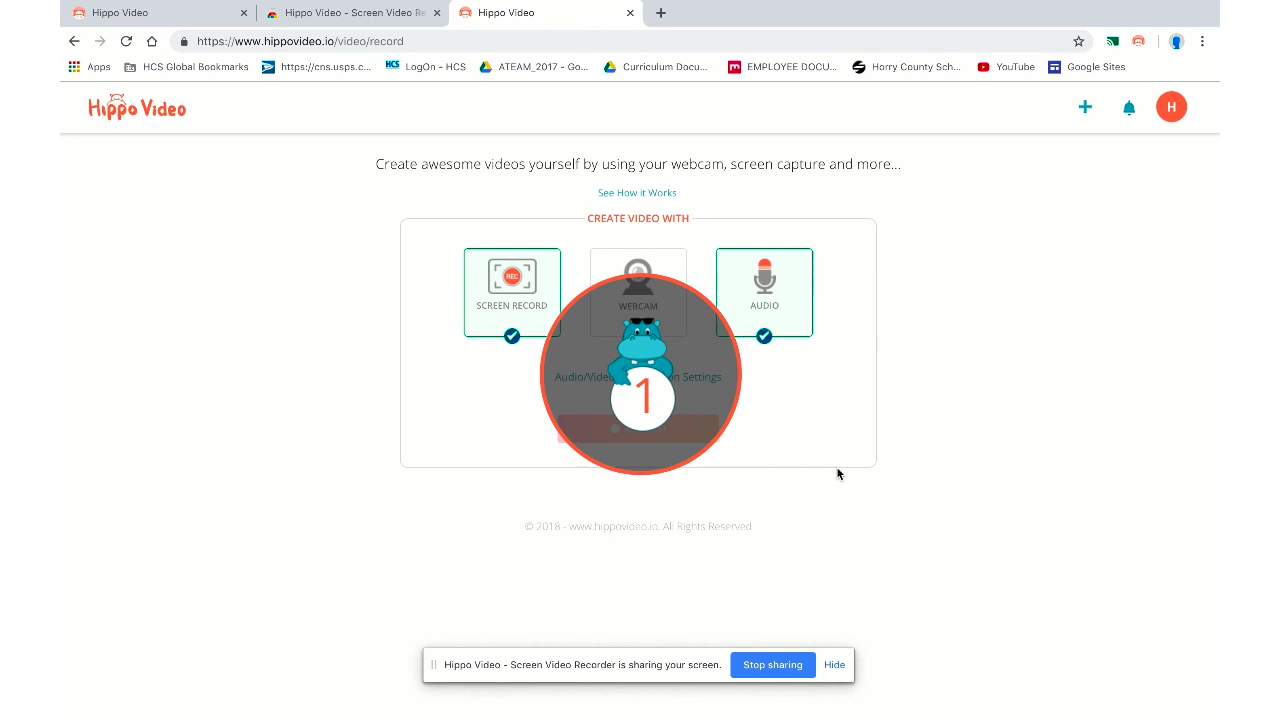 Hippo Video
Hippo Video - Screen Video Re
Hippo Video
https://www.hippovideo.io/video/record
Apps
HCS Global Bookmarks
https://cns.usps.c...
HCS
LogOn - HCS
ATEAM_2017 - Go...
Curriculum Docu...
EMPLOYEE DOCU...
Horry County Sch...
YouTube
Google Sites
Hippo Video
H
Create awesome videos yourself by using your webcam, screen capture and more...
See How it Works
CREATE VIDEO WITH
REC
SCREEN RECORD
WEBCAM
AUDIO
Audio/Video Settings
1
© 2018 - www.hippovideo.io, All Rights Reserved
Hippo Video - Screen Video Recorder is sharing your screen.
Stop sharing
Hide